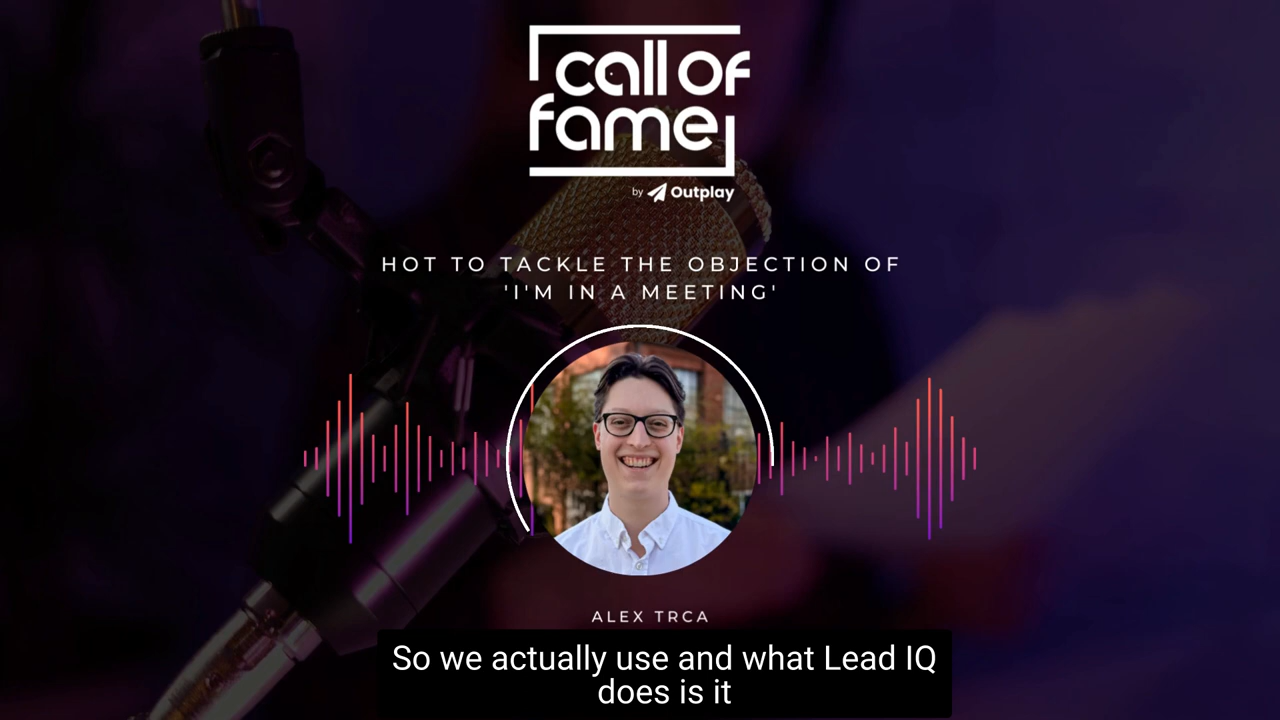 call of
fame
by Outplay
HOT TO TACKLE THE OBJECTION OF
'I'M IN A MEETING'
ALEX TRCA
So we actually use and what Lead IQ
does is it